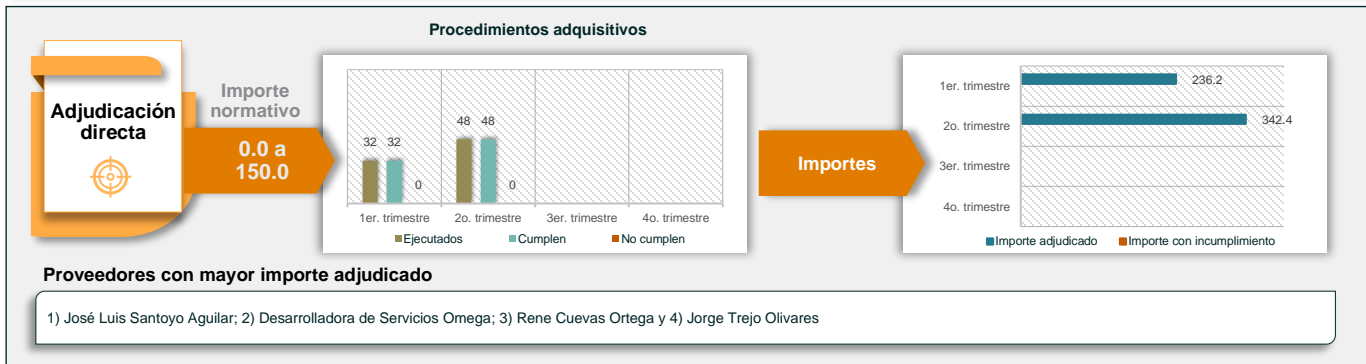 Procedimientos adquisitivos
Adjudicación
directa
Importe
normativo
0.0 a
150.0
32
32
0
48
48
0
1er. trimestre
2o. trimestre
3er. trimestre
4o. trimestre
Ejecutados
Cumplen
No cumplen
Importes
1er. trimestre
236.2
2o. trimestre
342.4
3er. trimestre
4o. trimestre
Importe adjudicado
Importe con incumplimiento
Proveedores con mayor importe adjudicado
1) José Luis Santoyo Aguilar; 2) Desarrolladora de Servicios Omega; 3) Rene Cuevas Ortega y 4) Jorge Trejo Olivares